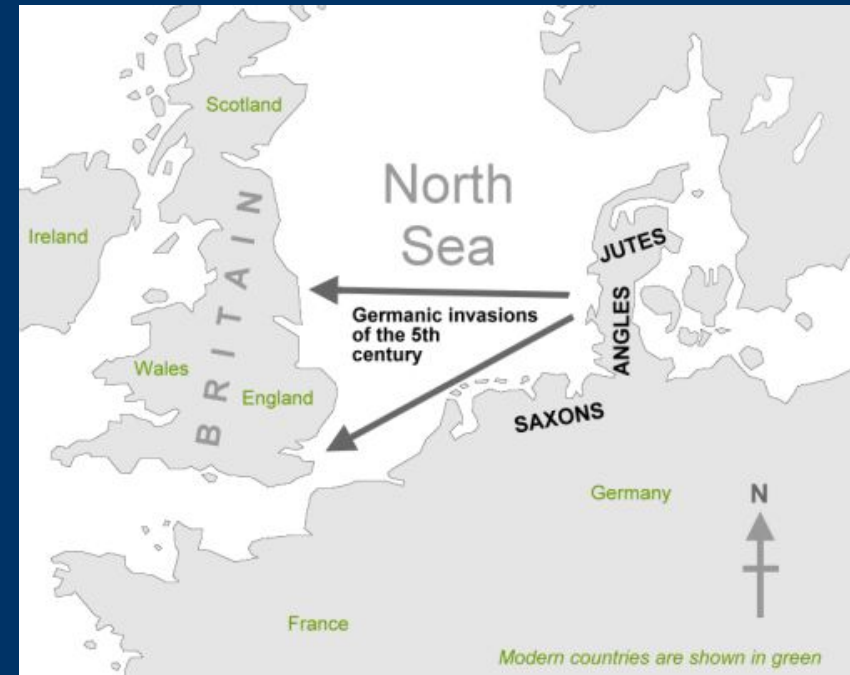 Scotland
North
Sea
Ireland
BRITAIN
JUTES
ANGLES
Germanic invasions
of the 5th
century
Wales
England
SAXONS
Germany
N
France
Modern countries are shown in green